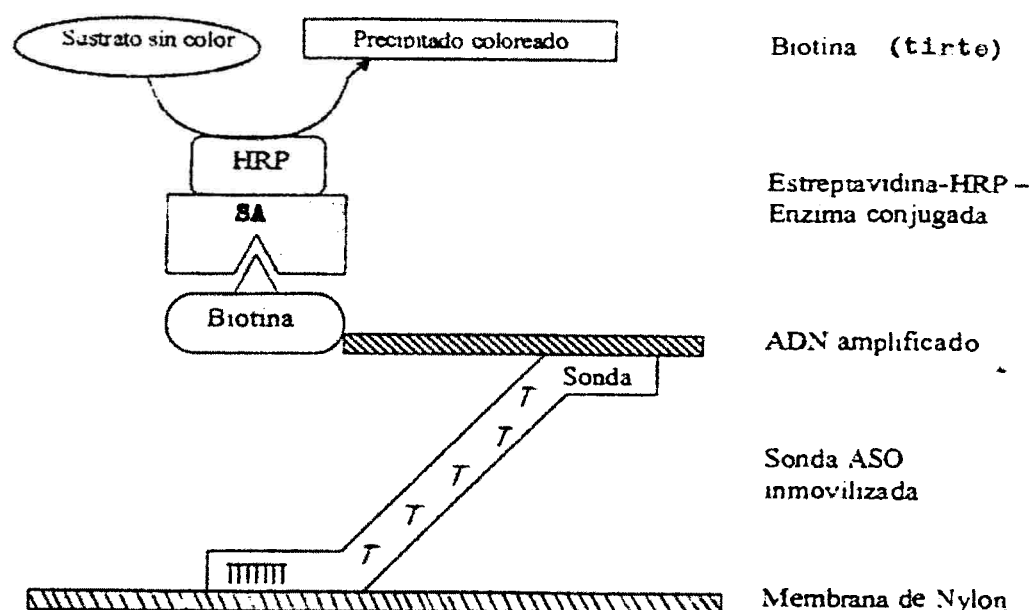 Sustrato sin color
Precipitado coloreado
Biotina (tirte)
HRP
SA
Estreptavidina-HRP –
Enzima conjugada
Biotina
ADN amplificado
Sonda
T
T
T
T
T
Sonda ASO
inmovilizada
TTTTTTT
Membrana de Nylon